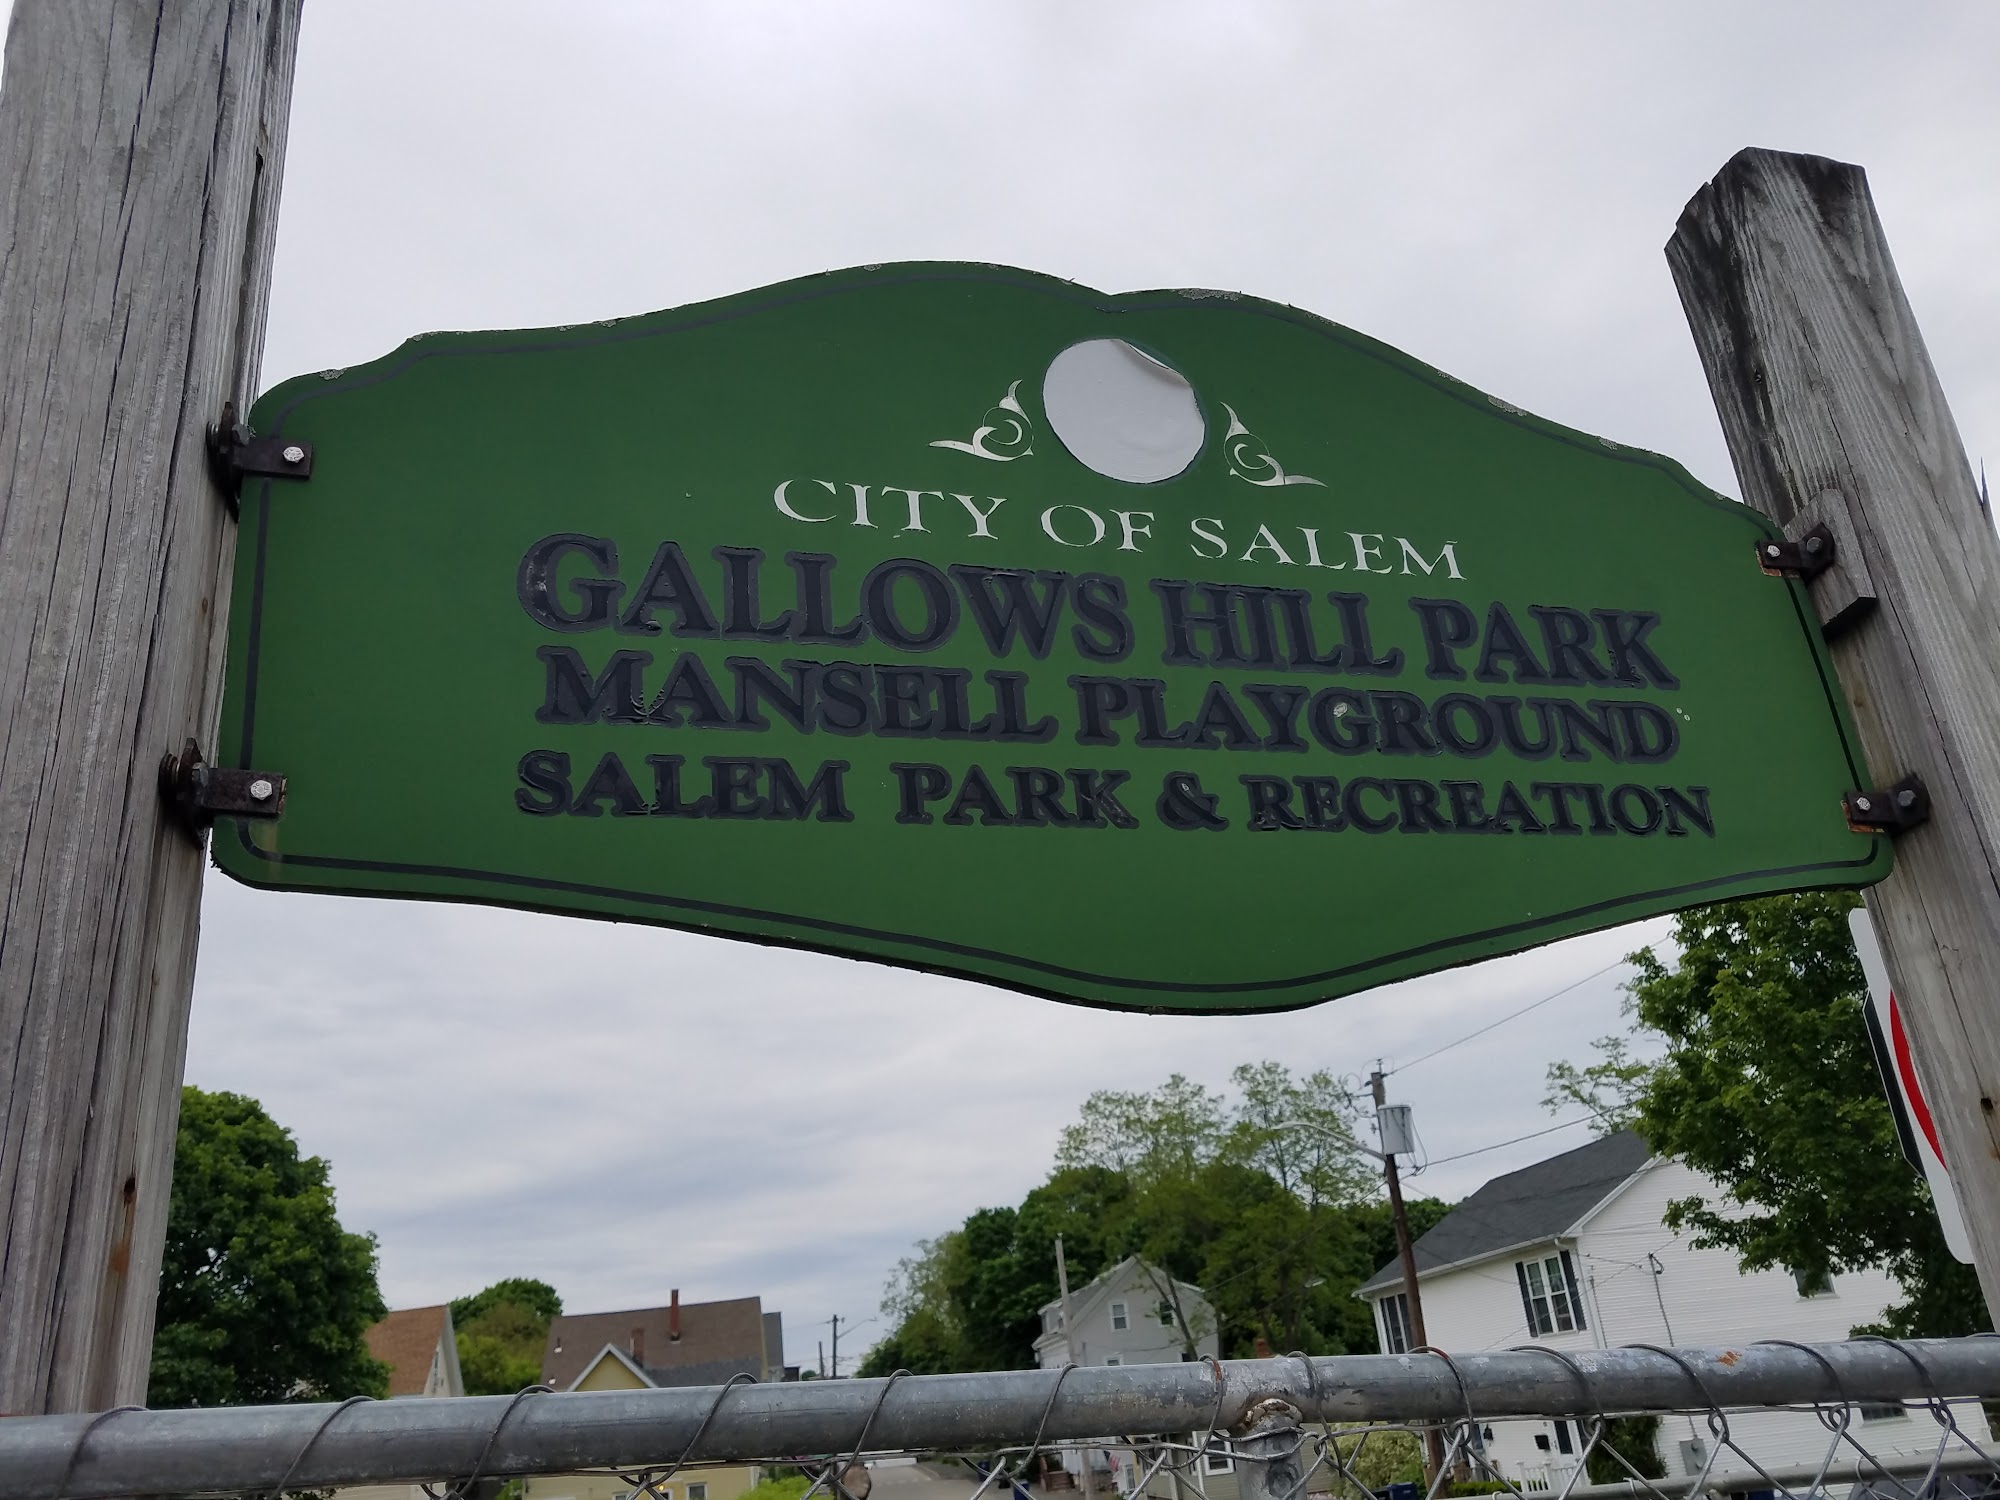 CITY OF SALEM
GALLOWS HILL PARK
MANSELL PLAYGROUND
SALEM PARK & RECREATION